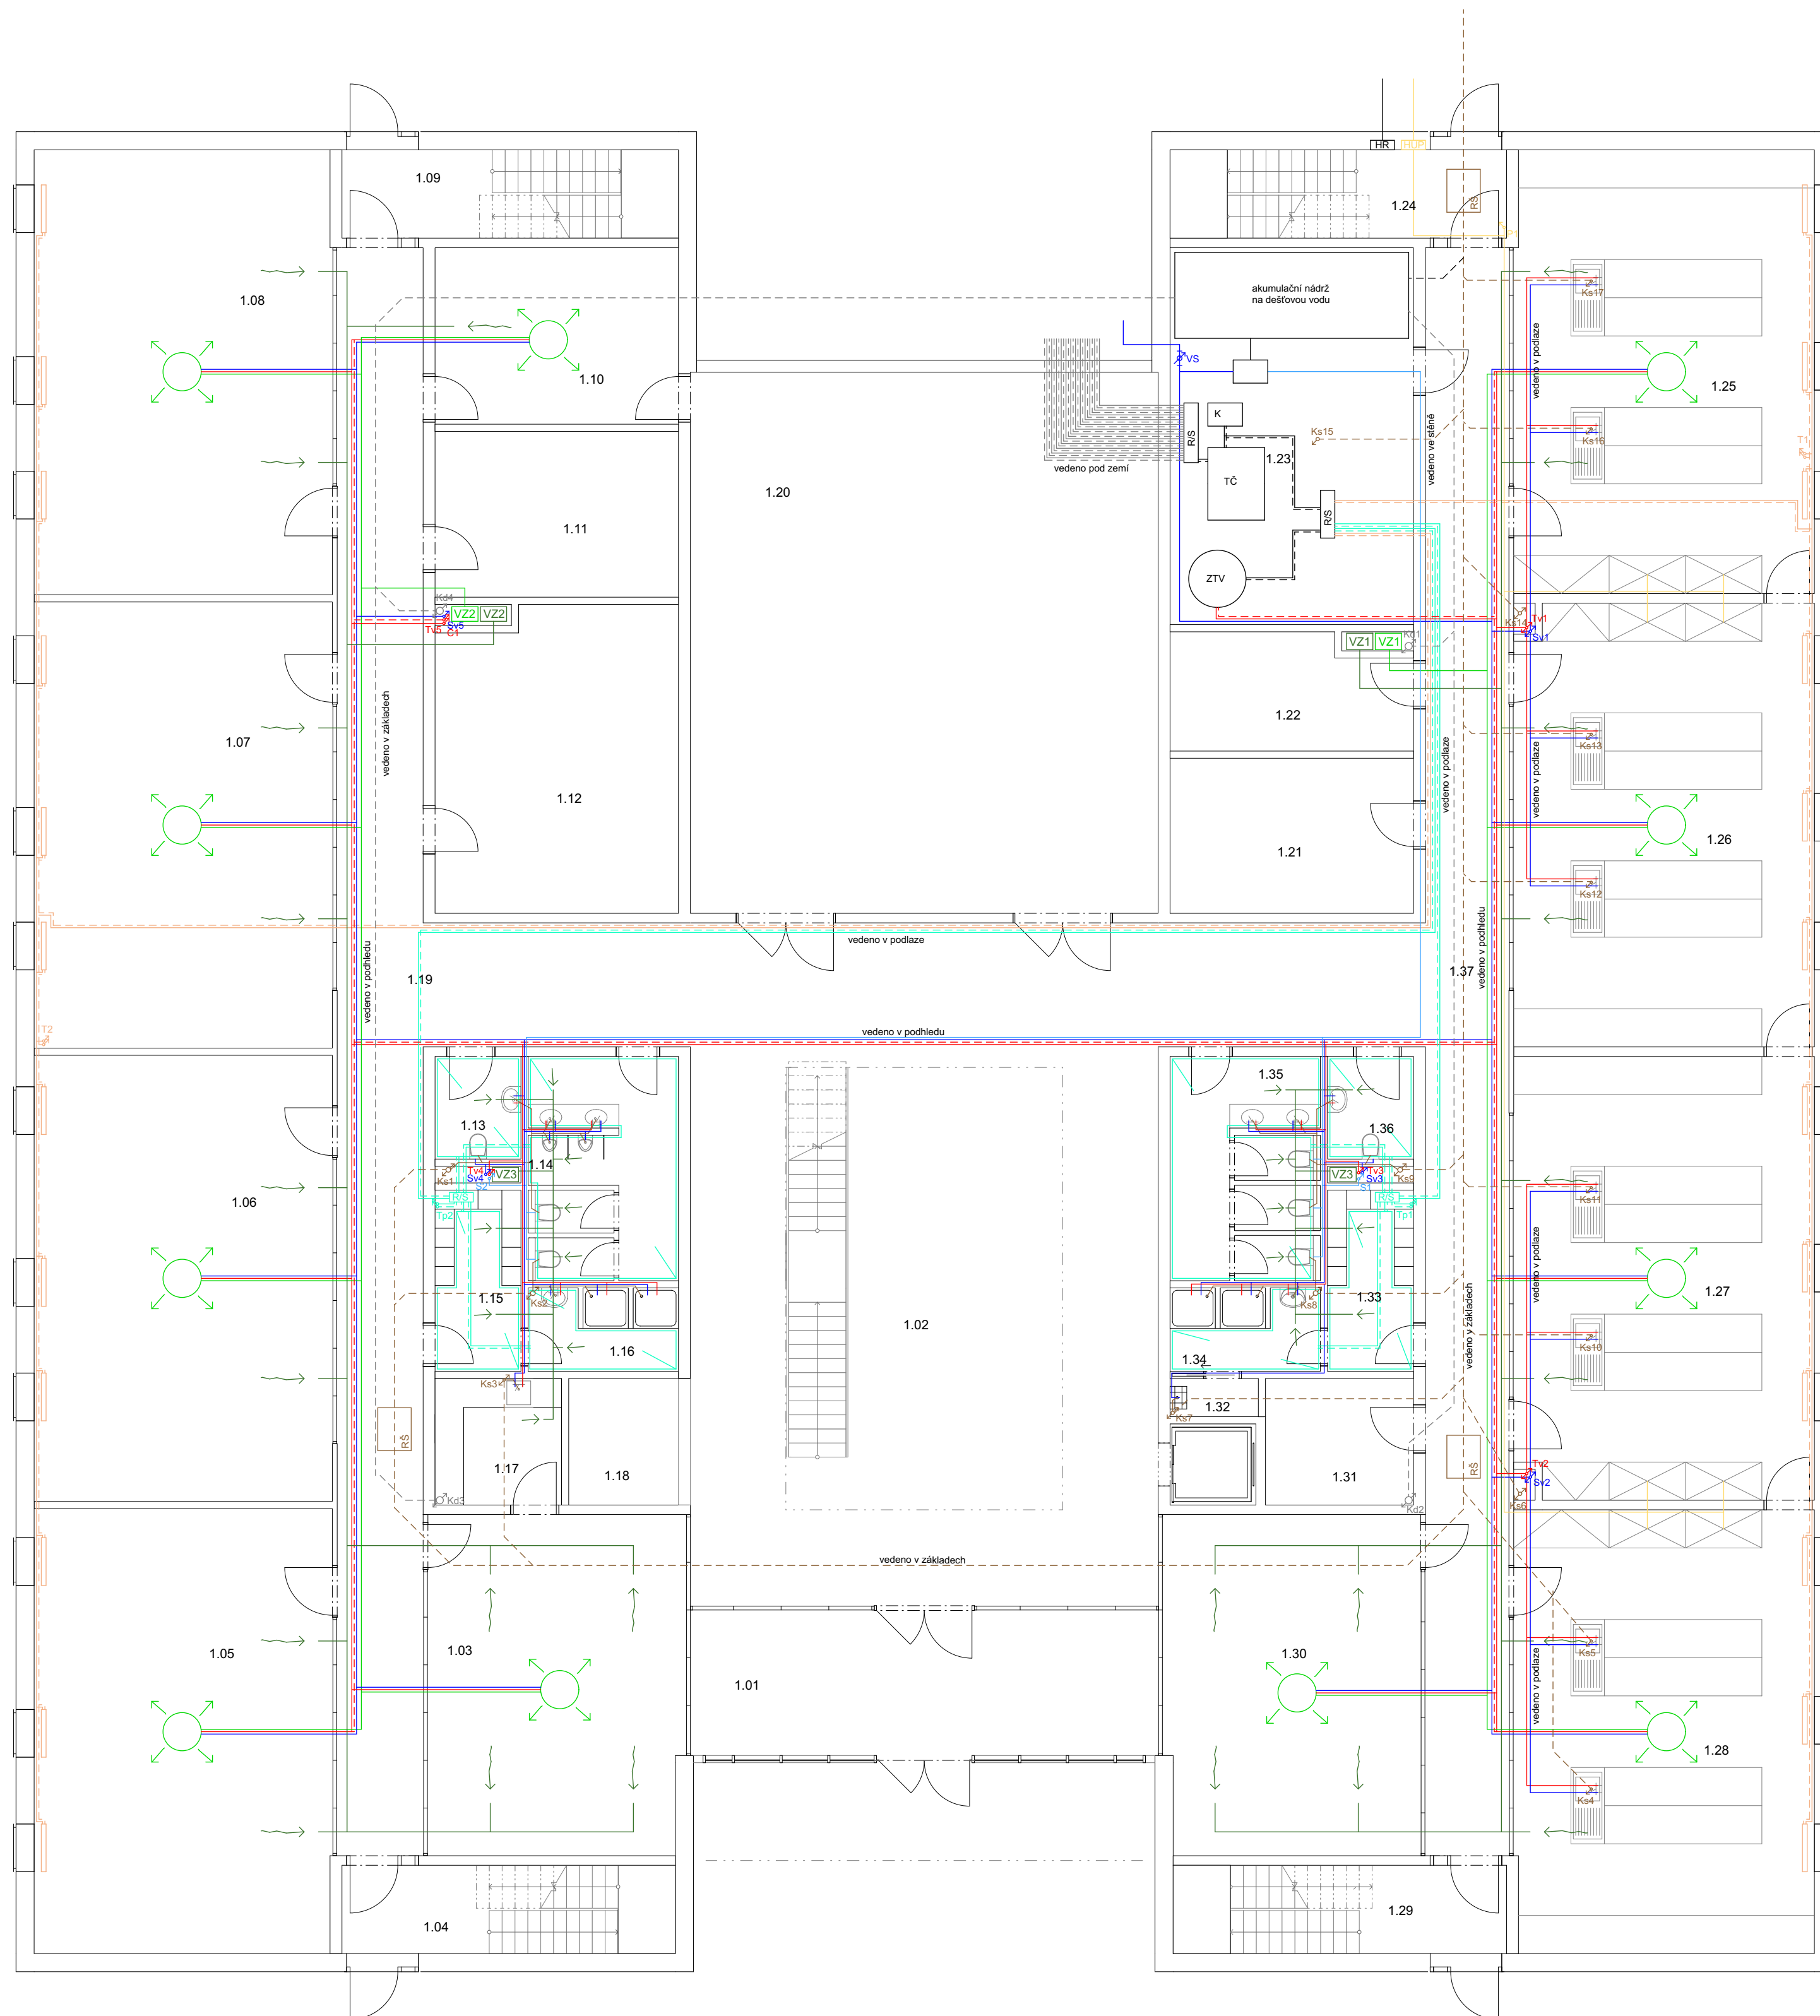 HR
HUP
1.09
1.24
RŠ
P1
1.08
akumulační nádrž
na dešťovou vodu
Ks17
vedeno v podlaze
VS
1.10
1.25
K
Ks15
Ks16
T1
R/S
vedeno ve stěně
1.23
vedeno pod zemí
TČ
1.20
R/S
1.11
ZTV
Kd4
VZ2
VZ2
Tv5
Sv5
C1
Ks14
Tv1
Sv1
VZ1
VZ1
Kd1
vedeno v základech
1.07
1.22
Ks13
vedeno v podlaze
vedeno v podlaze
1.12
1.26
1.21
Ks12
vedeno v podlaze
vedeno v podhledu
1.19
1.37
vedeno v podhledu
T2
vedeno v podhledu
1.35
1.13
1.36
1.14
Ks1
Tv4
Sv4
S2
VZ3
VZ3
Tv3
Sv3
S1
Ks9
R/S
Tp2
R/S
Tp1
1.06
Ks11
vedeno v podlaze
1.15
Ks2
Ks8
1.33
1.27
1.02
1.16
1.34
Ks10
vedeno v základech
Ks3
1.32
Ks7
RŠ
RŠ
1.17
1.18
1.31
Tv2
Sv2
Kd3
Kd2
Ks6
vedeno v základech
1.05
1.03
1.30
Ks5
vedeno v podlaze
1.01
1.28
Ks4
1.04
1.29